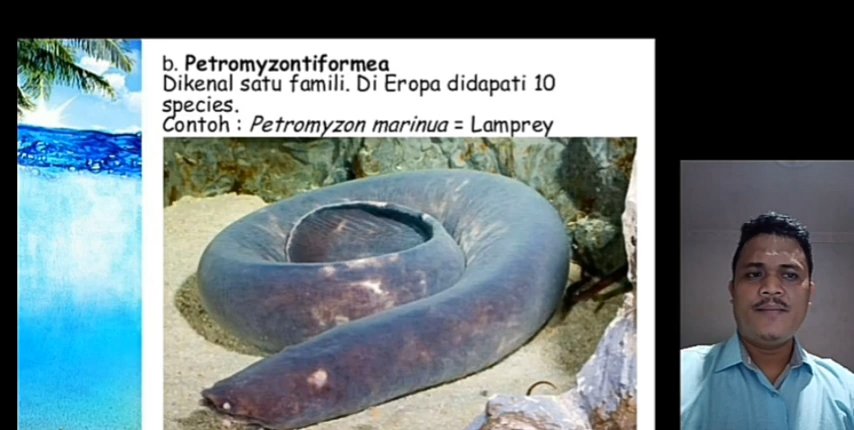 b. Petromyzontiformea
Dikenal satu famili. Di Eropa didapati 10
species.
Contoh : Petromyzon marinua = Lamprey